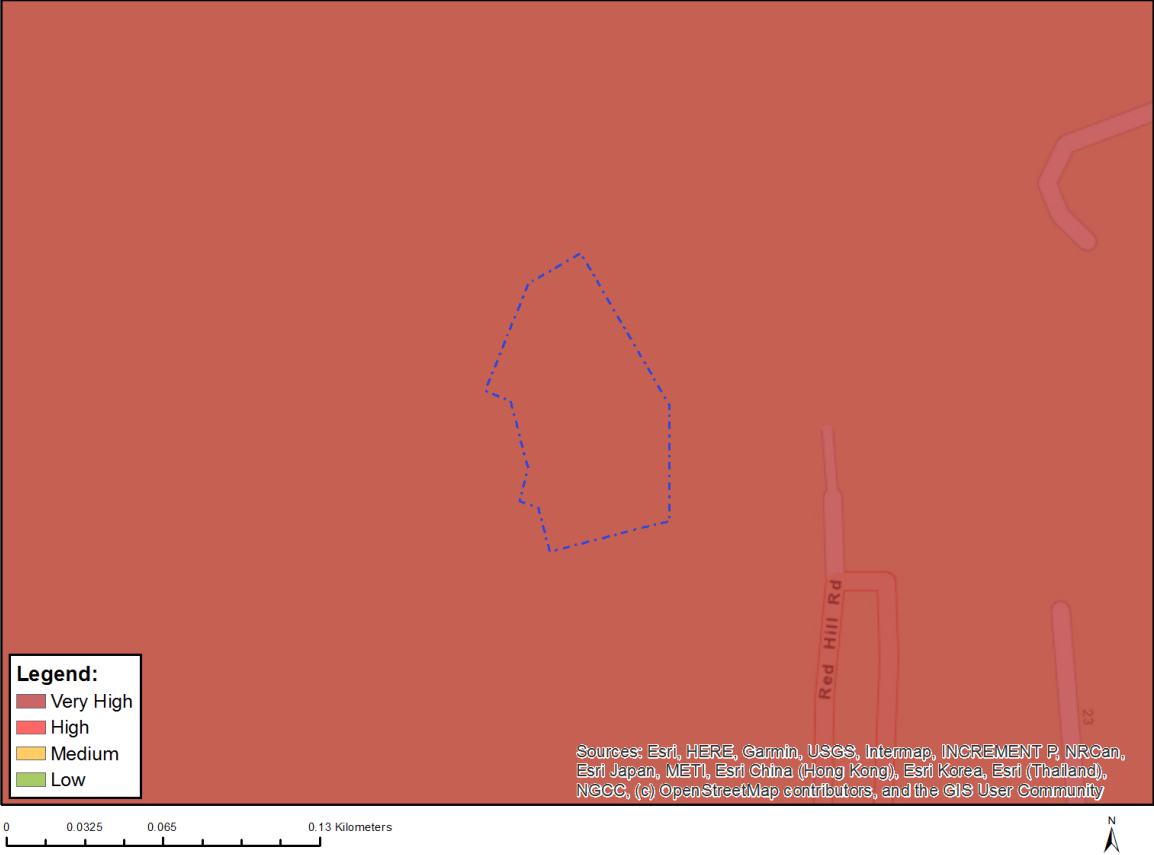 Red Hill Rd
23
Legend:
Very High
High
Medium
Low
Sources: Esri, HERE, Garmin, USGS, Intermap, INCREMENT P, NRCan,
Esri Japan, METI, Esri China (Hong Kong), Esri Korea, Esri (Thailand),
NGCC, (c) OpenStreetMap contributors, and the GIS User Community
0 0.0325 0.065 0.13 Kilometers
N